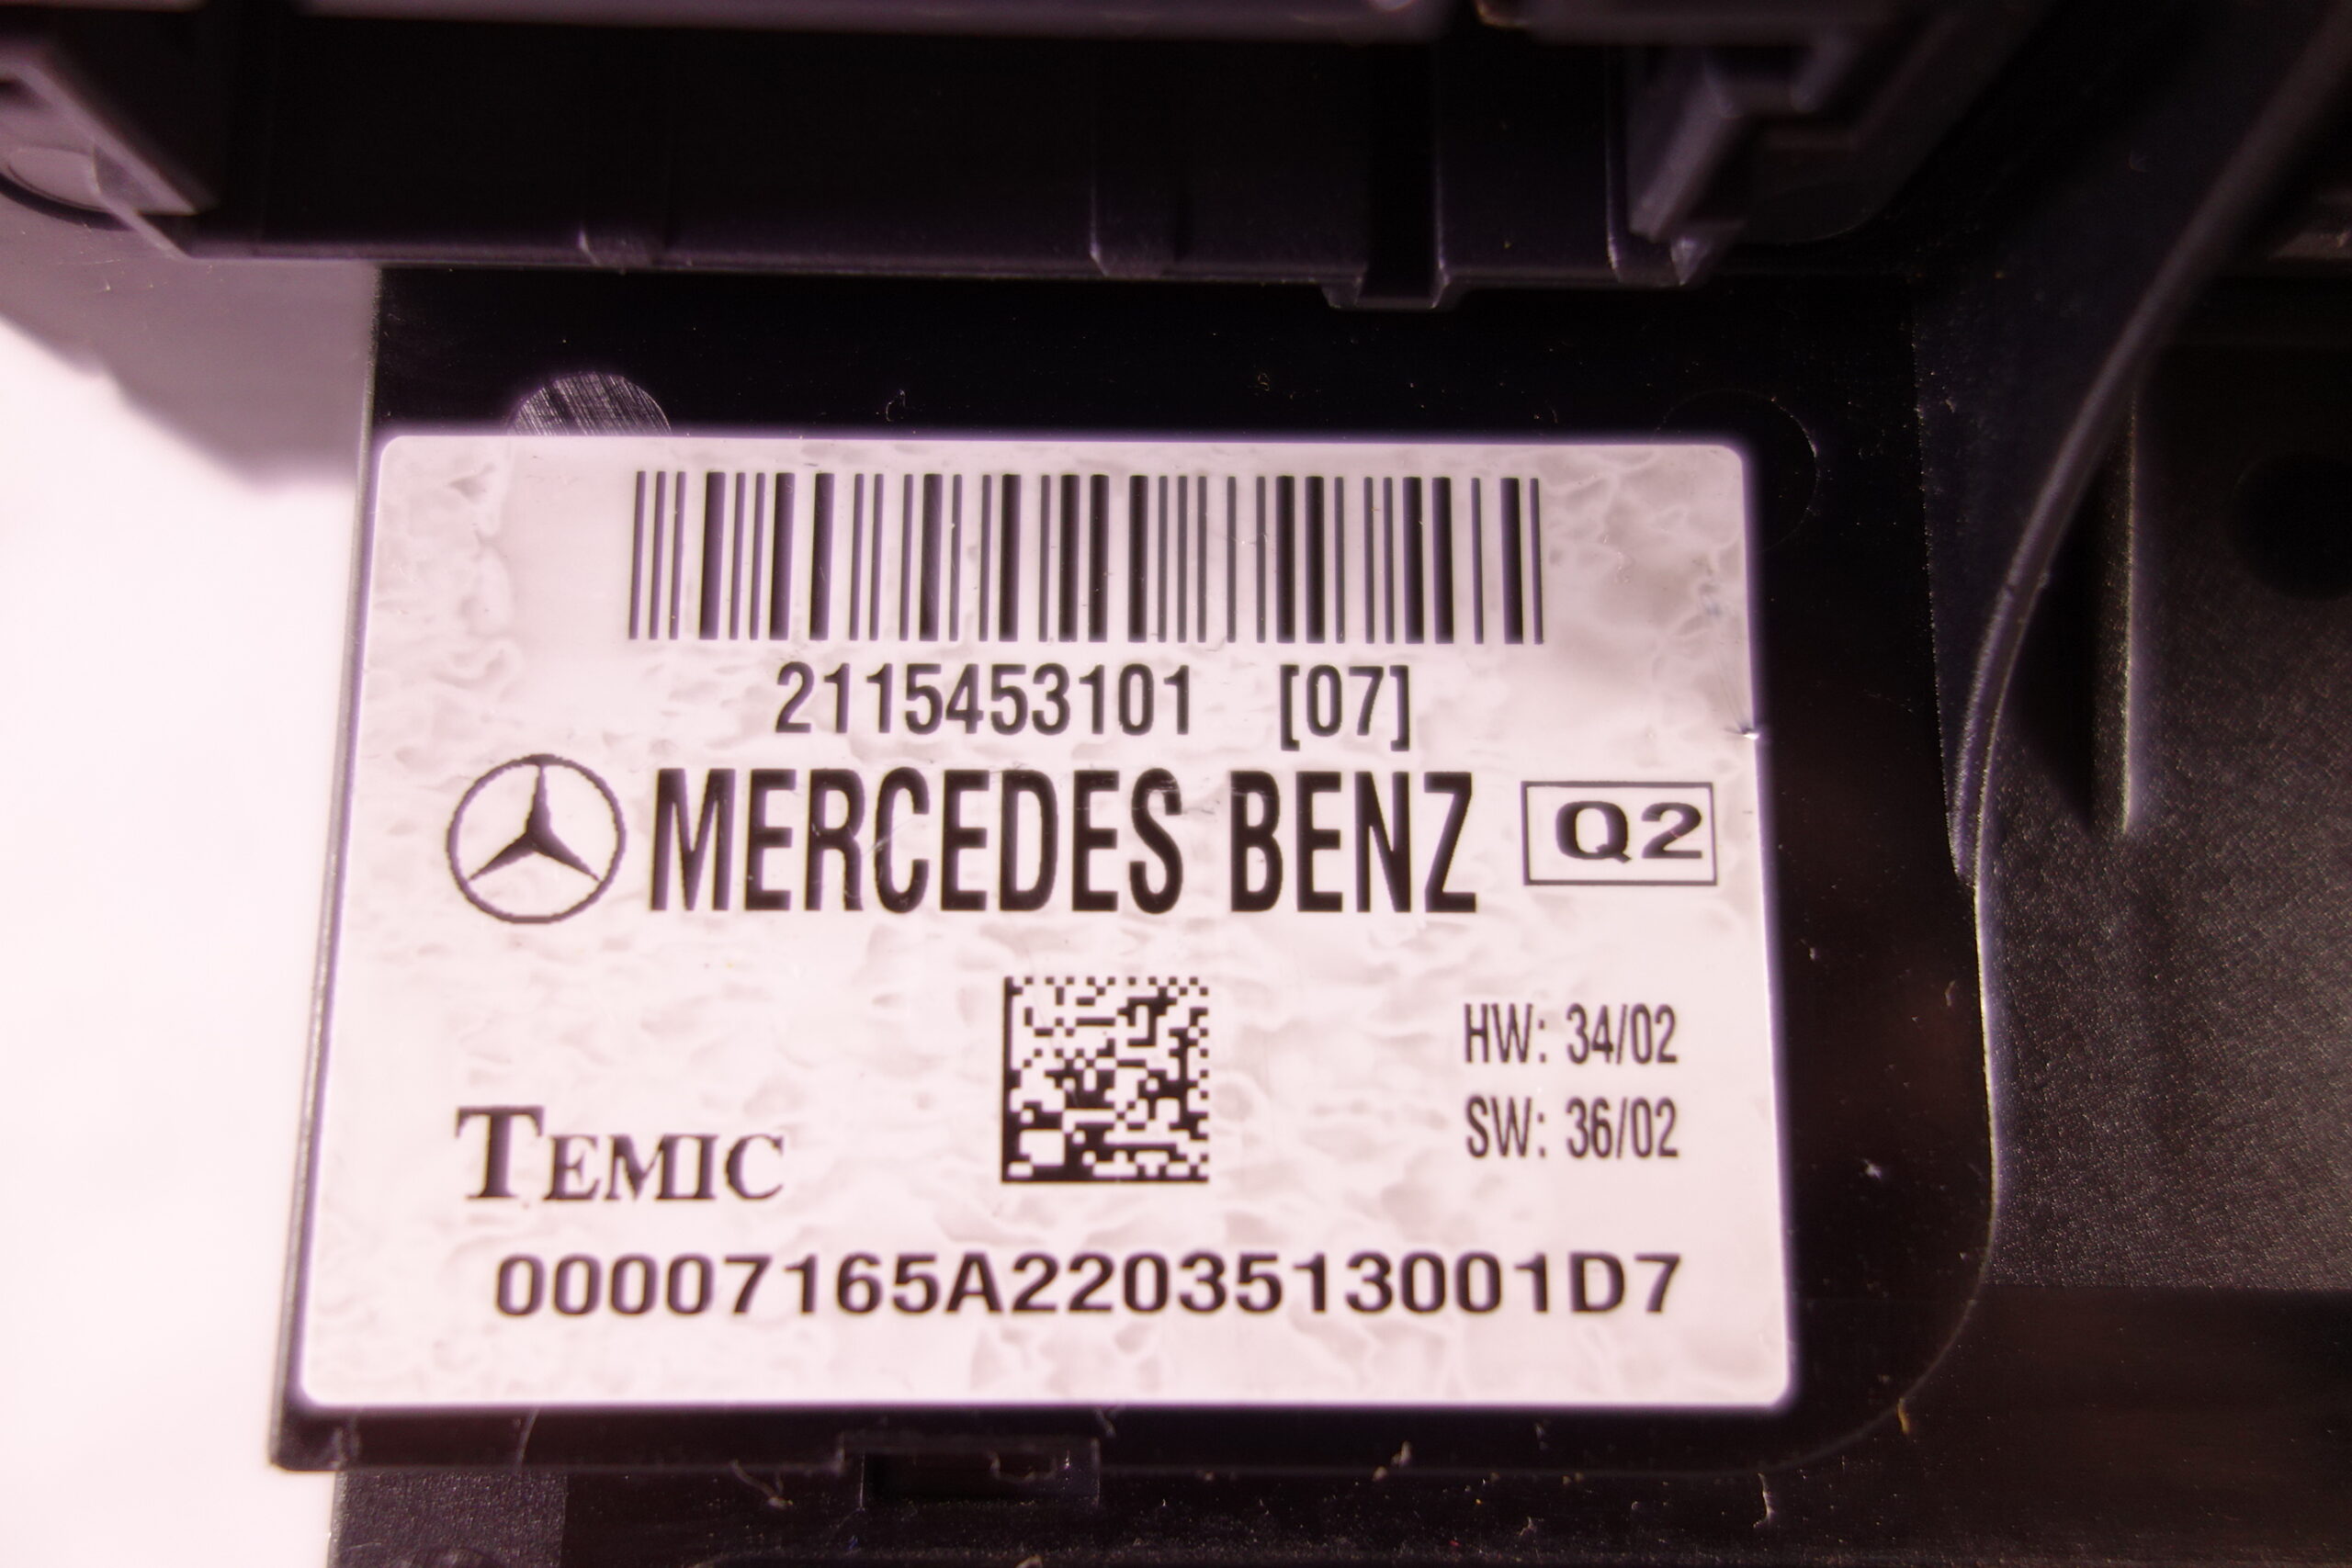 2115453101 [07]
MERCEDES BENZ Q2
HW: 34/02
SW: 36/02
TEMIC
00007165A2203513001D7